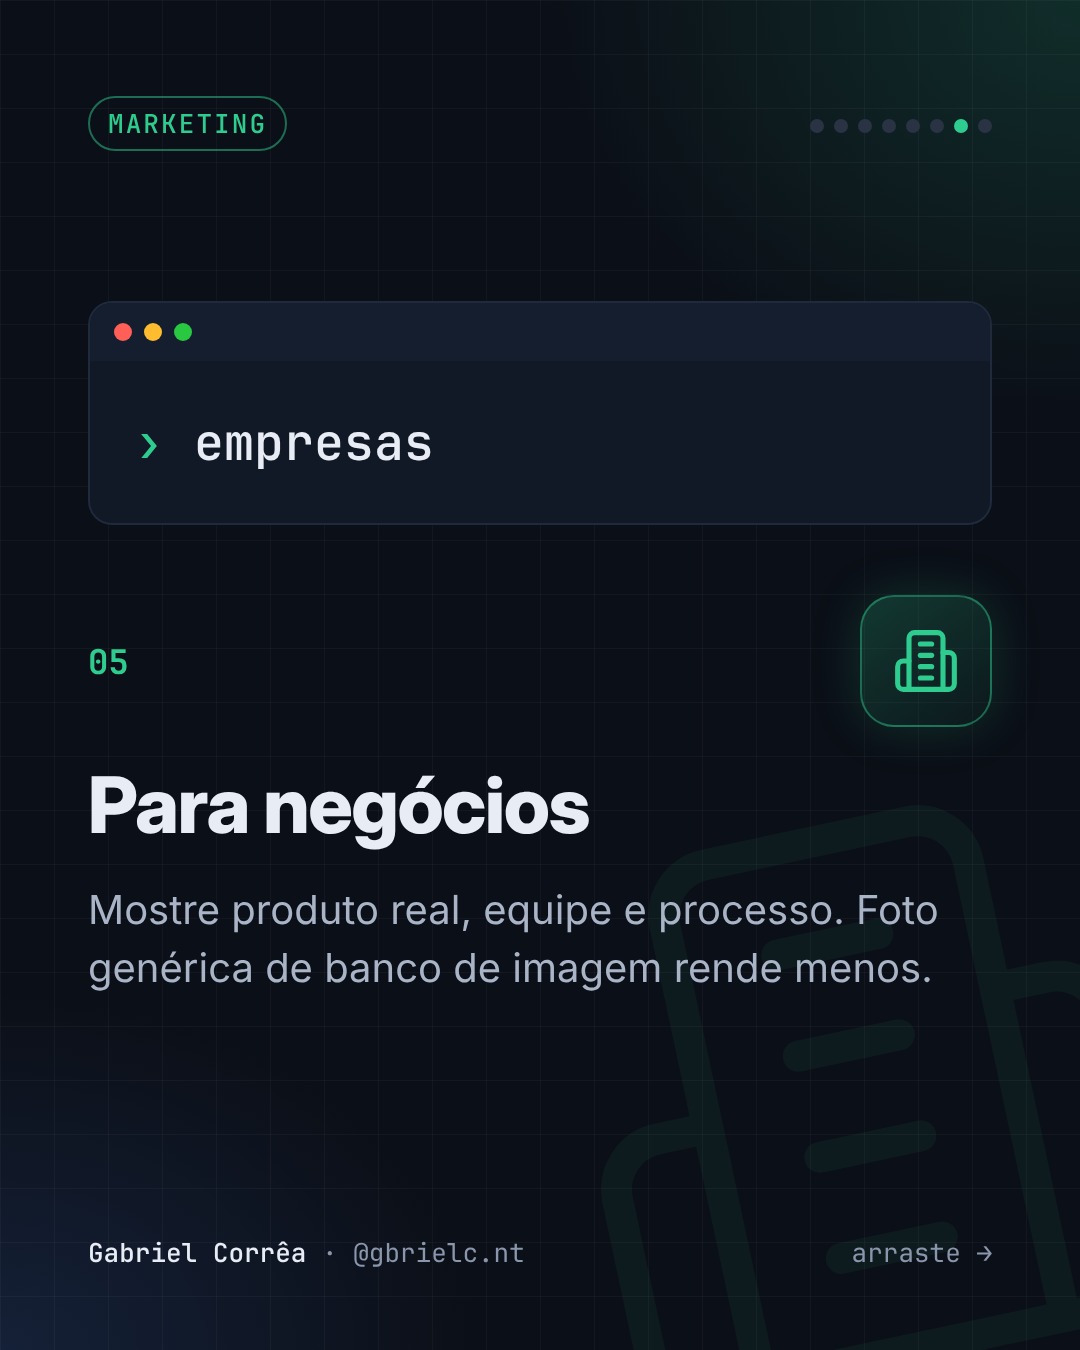 MARKETING
› empresas
05
Para negócios
Mostre produto real, equipe e processo. Foto
genérica de banco de imagem rende menos.
Gabriel Corrêa · @gbrielc.nt
arraste →